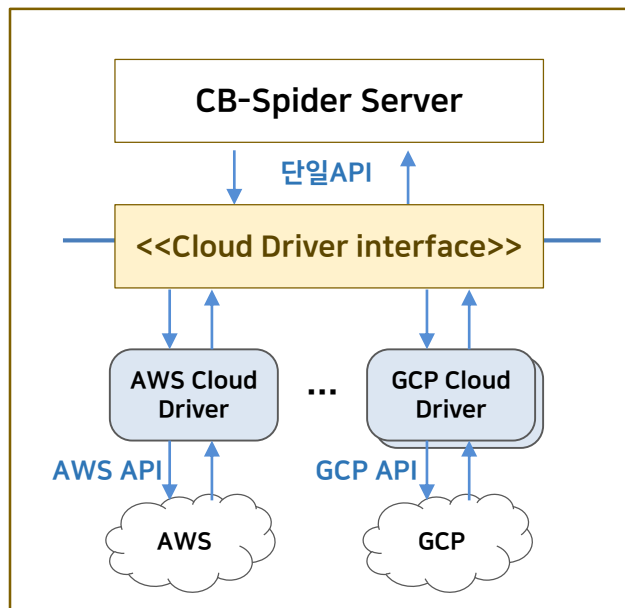 CB-Spider Server
단일API
<<Cloud Driver interface>>
AWS Cloud
Driver
...
GCP Cloud
Driver
AWS API
GCP API
AWS
GCP